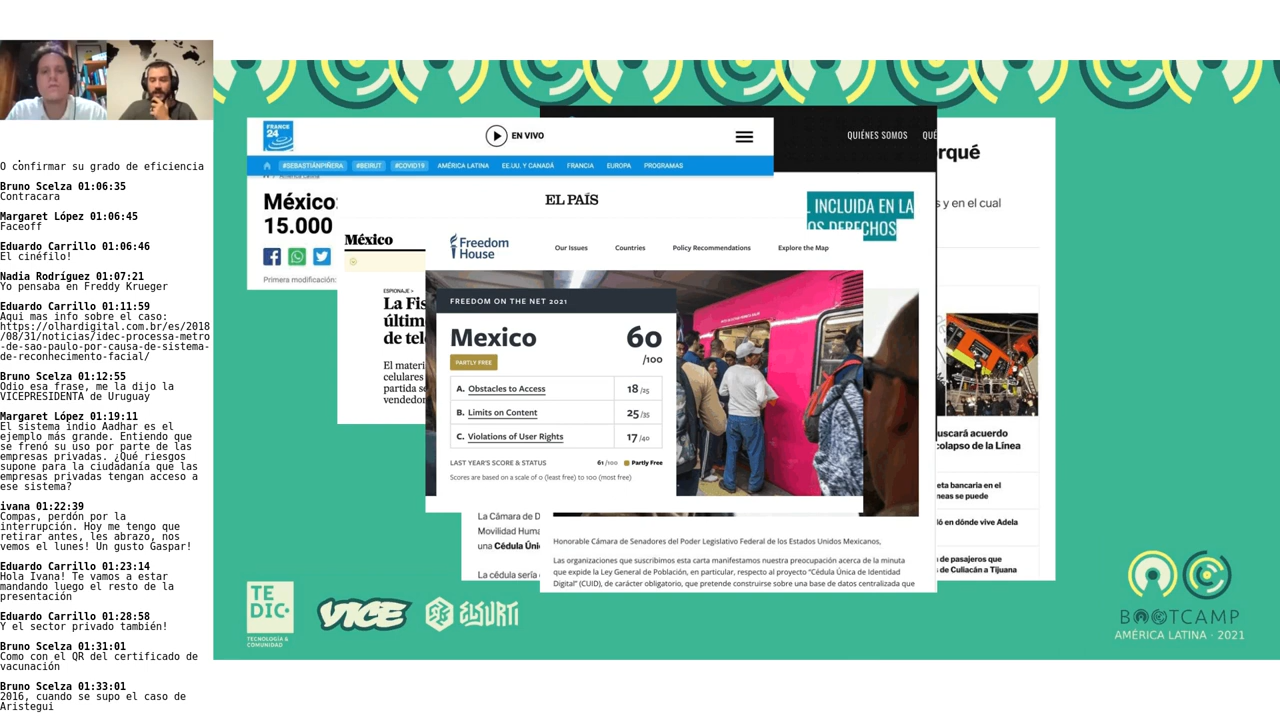 O confirmar su grado de eficiencia
Bruno Scelza 01:06:35
Contracara
Margaret López 01:06:45
Faceoff
Eduardo Carrillo 01:06:46
El cinéfilo!
Nadia Rodríguez 01:07:21
Yo pensaba en Freddy Krueger
Eduardo Carrillo 01:11:59
Aqui mas info sobre el caso:
https://olhardigital.com.br/es/2018
/08/31/noticias/idec-processa-metro
-de-sao-paulo-por-causa-de-sistema-
de-reconhecimento-facial/
Bruno Scelza 01:12:55
Odio esa frase, me la dijo la
VICEPRESIDENTA de Uruguay
Margaret López 01:19:11
El sistema indio Aadhar es el
ejemplo más grande. Entiendo que
se frenó su uso por parte de las
empresas privadas. ¿Qué riesgos
supone para la ciudadanía que las
empresas privadas tengan acceso a
ese sistema?
ivana 01:22:39
Compas, perdón por la
interrupción. Hoy me tengo que
retirar antes, les abrazo, nos
vemos el lunes! Un gusto Gaspar!
Eduardo Carrillo 01:23:14
Hola Ivana! Te vamos a estar
mandando luego el resto de la
presentación
Eduardo Carrillo 01:28:58
Y el sector privado también!
Bruno Scelza 01:31:01
Como con el QR del certificado de
vacunación
Bruno Scelza 01:33:01
2016, cuando se supo el caso de
Aristegui
FRANCE
24
EN VIVO
#SEBASTIÁNPIÑERA #BEIRUT #COVID19 AMÉRICA LATINA EE.UU. Y CANADÁ FRANCIA EUROPA PROGRAMAS
América Latina
México:
15.000
Primera modificación:
QUIÉNES SOMOS QUÉ
INCLUIDA EN LA
OS DERECHOS
orqué
s y en el cual
EL PAÍS
México
ESPIONAJE >
La Fis
últim
de tel
El materi
celulares
partida se
vendedor
Freedom
House
Our Issues Countries Policy Recommendations Explore the Map
FREEDOM ON THE NET 2021
Mexico 60
/100
PARTLY FREE
A. Obstacles to Access 18 /25
B. Limits on Content 25 /35
C. Violations of User Rights 17 /40
LAST YEAR'S SCORE & STATUS 61 /100 Partly Free
Scores are based on a scale of 0 (least free) to 100 (most free)
uscará acuerdo
colapso de la Línea
eta bancaria en el
neas se puede
ló en dónde vive Adela
de pasajeros que
de Culiacán a Tijuana
La Cámara de D
Movilidad Huma
una Cédula Úni
La cédula sería
Honorable Cámara de Senadores del Poder Legislativo Federal de los Estados Unidos Mexicanos,
Las organizaciones que suscribimos esta carta manifestamos nuestra preocupación acerca de la minuta
que expide la Ley General de Población, en particular, respecto al proyecto "Cédula Única de Identidad
Digital" (CUID), de carácter obligatorio, que pretende construirse sobre una base de datos centralizada que
TE
DIC
TECNOLOGÍA &
COMUNIDAD
VICE
ELSURTI
BOOTCAMP
AMÉRICA LATINA · 2021